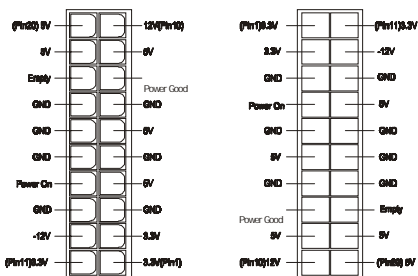 (Pin20) 5V 12V(Pin10)
5V 5V
Empty Power Good
GND GND
GND 5V
GND GND
Power On 5V
GND GND
-12V 3.3V
(Pin11)3.3V 3.3V(Pin1)
(Pin1)3.3V (Pin11)3.3V
3.3V -12V
GND GND
Power On 5V
GND GND
5V GND
GND GND
Power Good Empty
5V 5V
(Pin10)12V (Pin20) 5V